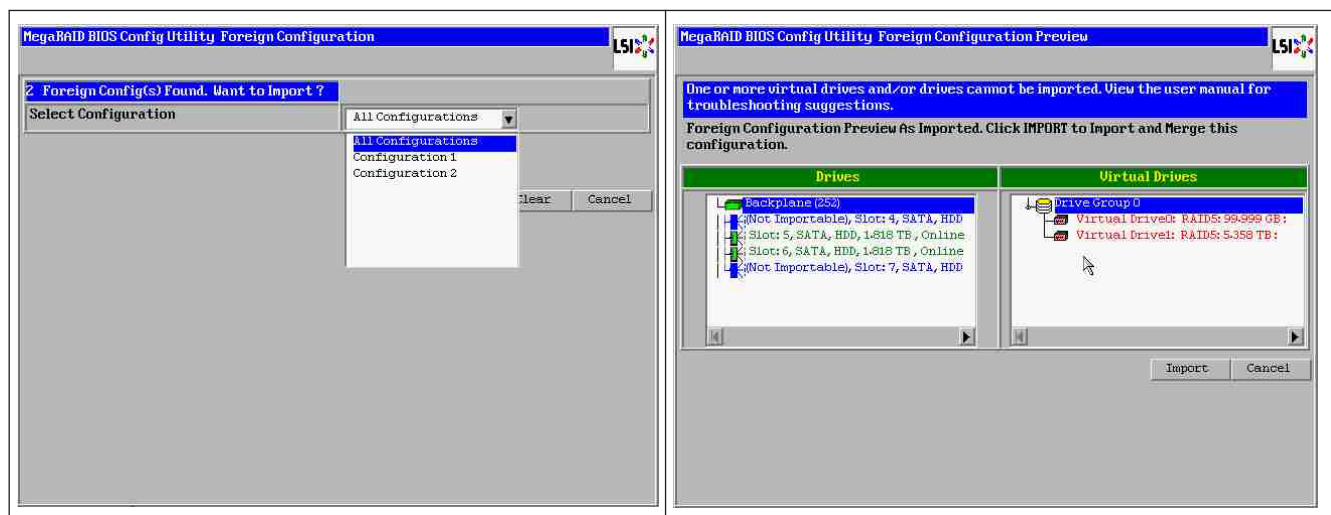 MegaRAID BIOS Config Utility Foreign Configuration
LSI
2 Foreign Config(s) Found. Want to Import ?
Select Configuration
All Configurations
All Configurations
Configuration 1
Configuration 2
Clear
Cancel
MegaRAID BIOS Config Utility Foreign Configuration Preview
LSI
One or more virtual drives and/or drives cannot be imported. View the user manual for
troubleshooting suggestions.
Foreign Configuration Preview As Imported. Click IMPORT to Import and Merge this
configuration.
Drives
Backplane (252)
(Not Importable), Slot: 4, SATA, HDD
Slot: 5, SATA, HDD, 1.818 TB, Online
Slot: 6, SATA, HDD, 1.818 TB, Online
(Not Importable), Slot: 7, SATA, HDD
Virtual Drives
Drive Group 0
Virtual Drive0: RAID5: 99.999 GB:
Virtual Drive1: RAID5: 5.358 TB:
Import
Cancel